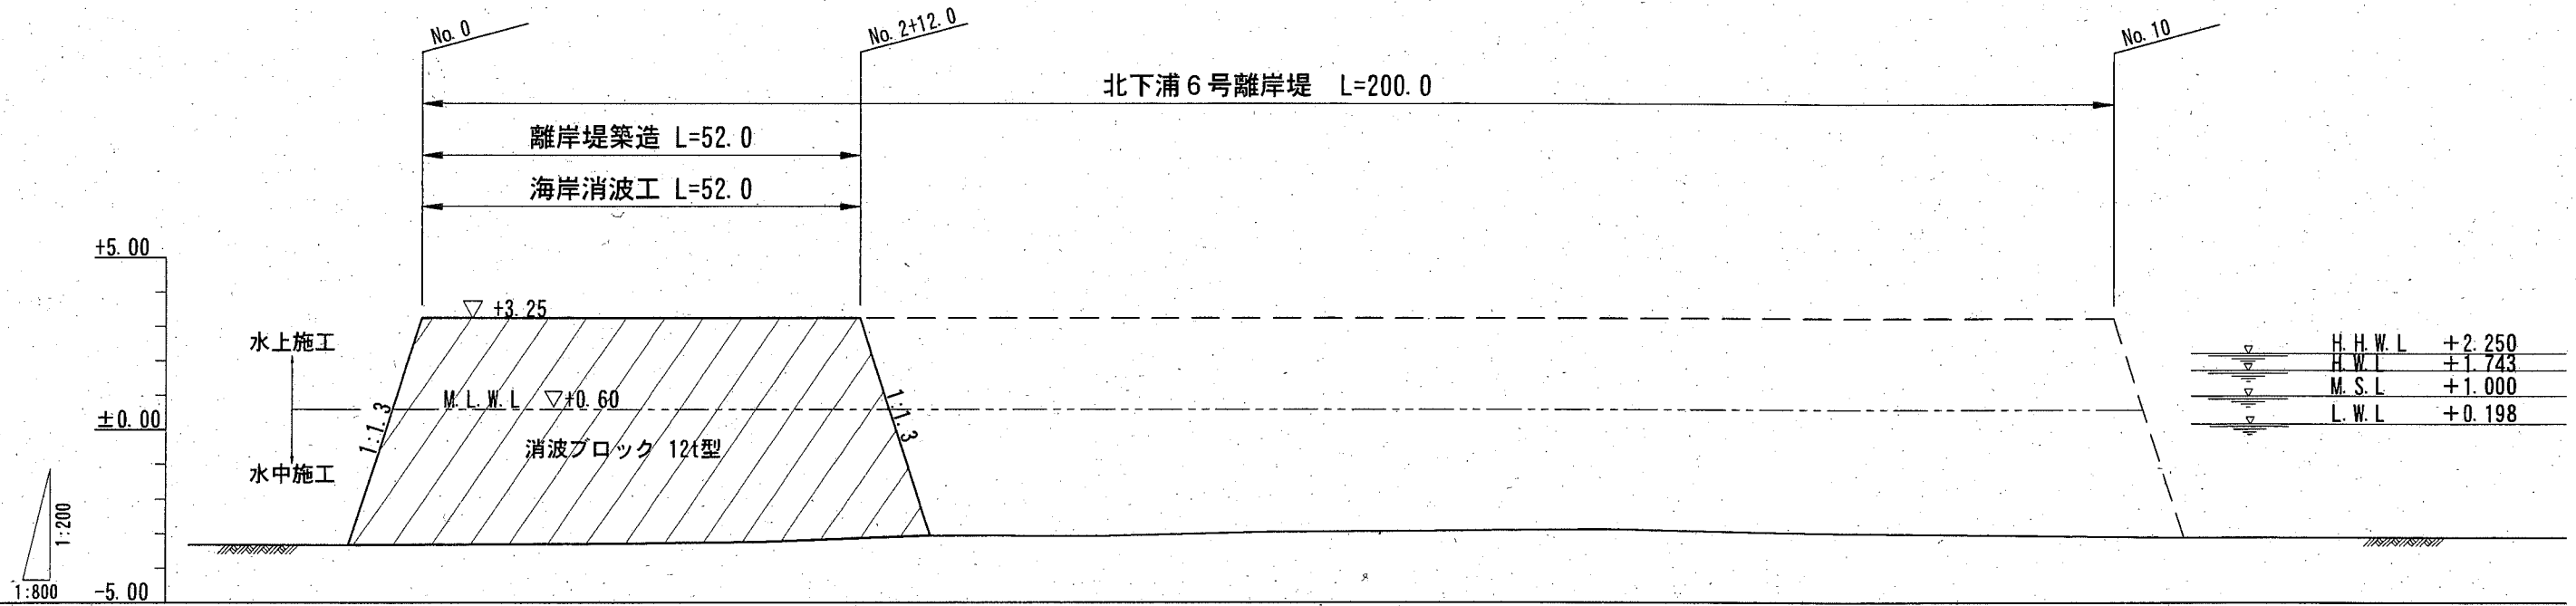 No. 0
No. 2+12.0
No. 10
北下浦6号離岸堤 L=200.0
離岸堤築造 L=52.0
海岸消波工 L=52.0
+5.00
+3.25
水上施工
H.H.W.L +2.250
H.W.L +1.743
M.S.L +1.000
M.L.W.L +0.60
1:1.3
1:1.3
±0.00
L.W.L +0.198
消波ブロック 12t型
水中施工
1:200
1:800
-5.00